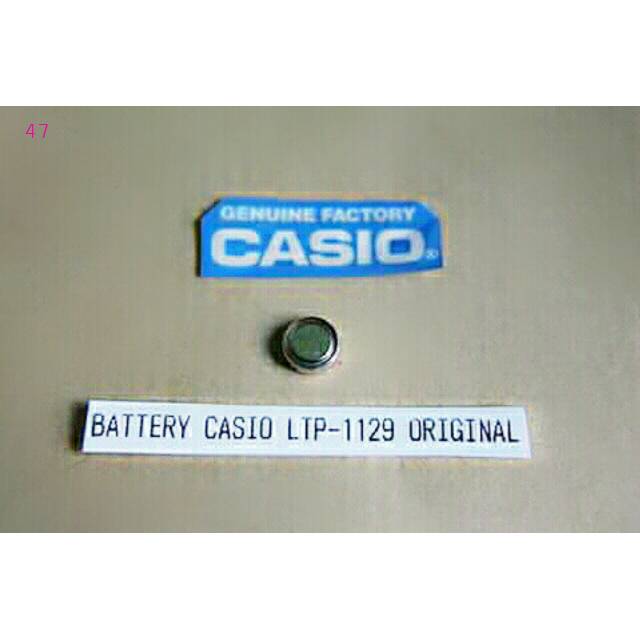 47
GENUINE FACTORY
CASIO®
BATTERY CASIO LTP-1129 ORIGINAL